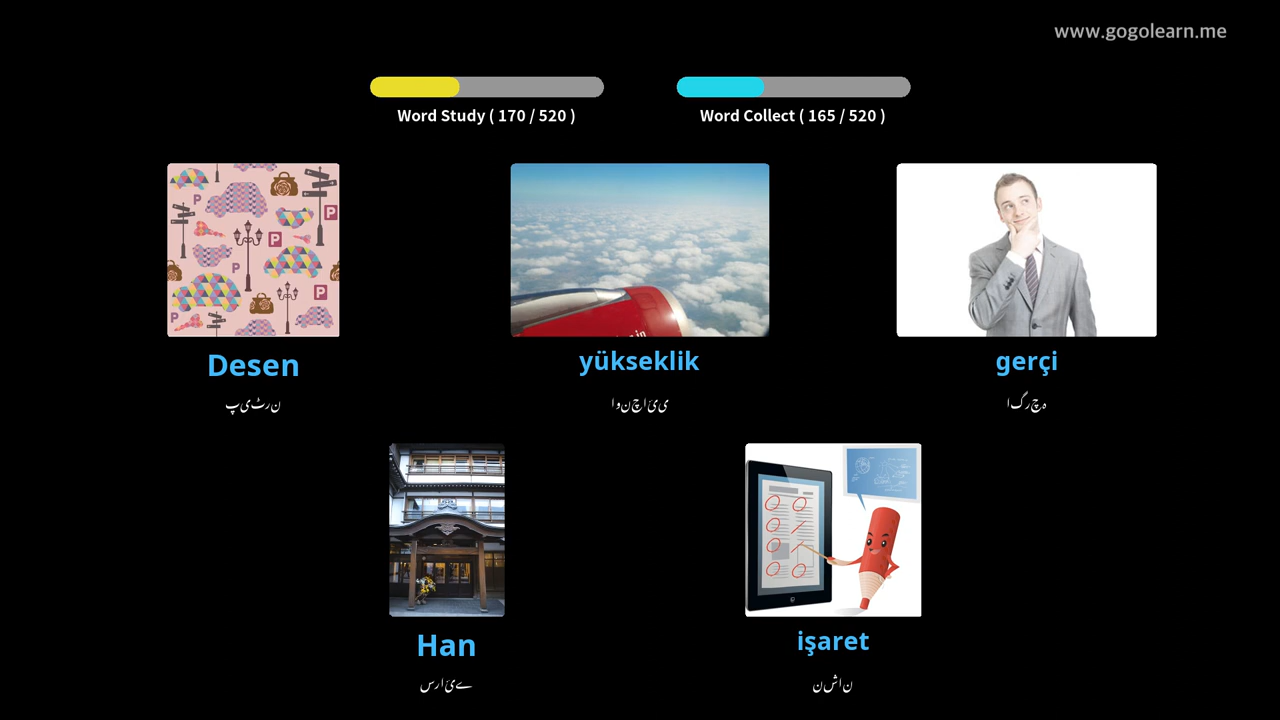 www.gogolearn.me
Word Study ( 170 / 520 )
Word Collect ( 165 / 520 )
Desen
yükseklik
gerçi
پیٹرن
اونچائی
اگرچہ
Han
işaret
سرائے
نشان